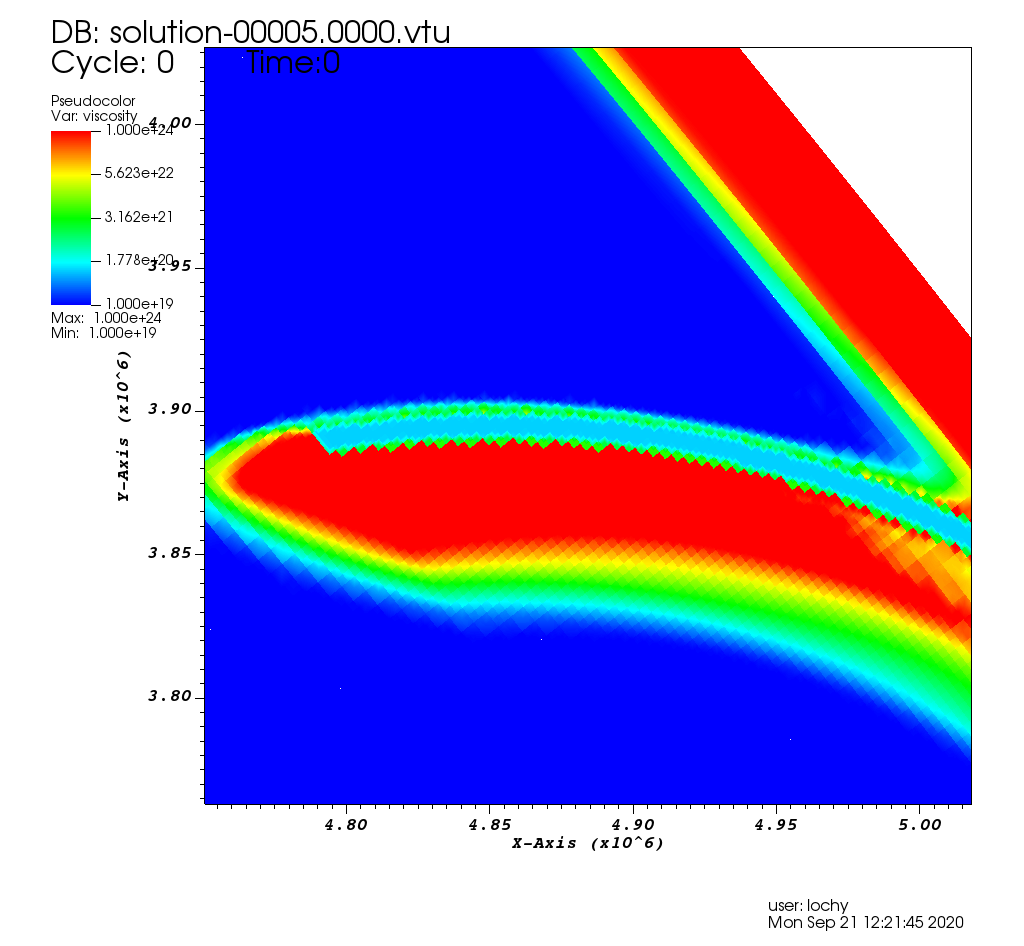 DB: solution-00005.0000.vtu
Cycle: 0 Time:0
Pseudocolor
Var: viscosity
1.000e+24
5.623e+22
3.162e+21
1.778e+20
1.000e+19
Max: 1.000e+24
Min: 1.000e+19
4.00
3.95
3.90
3.85
3.80
Y-Axis (x10^6)
4.80 4.85 4.90 4.95 5.00
X-Axis (x10^6)
user: lochy
Mon Sep 21 12:21:45 2020